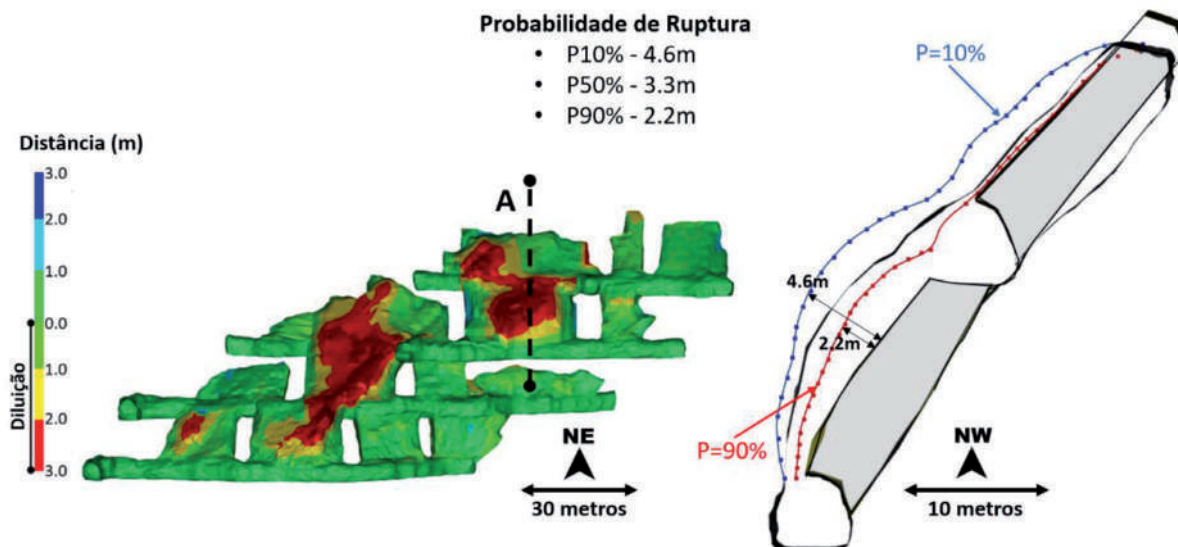 Probabilidade de Ruptura
• P10% - 4.6m
• P50% - 3.3m
• P90% - 2.2m
Distância (m)
3.0
2.0
1.0
0.0
1.0
2.0
3.0
Diluição
A
NE
30 metros
P=10%
4.6m
2.2m
P=90%
NW
10 metros